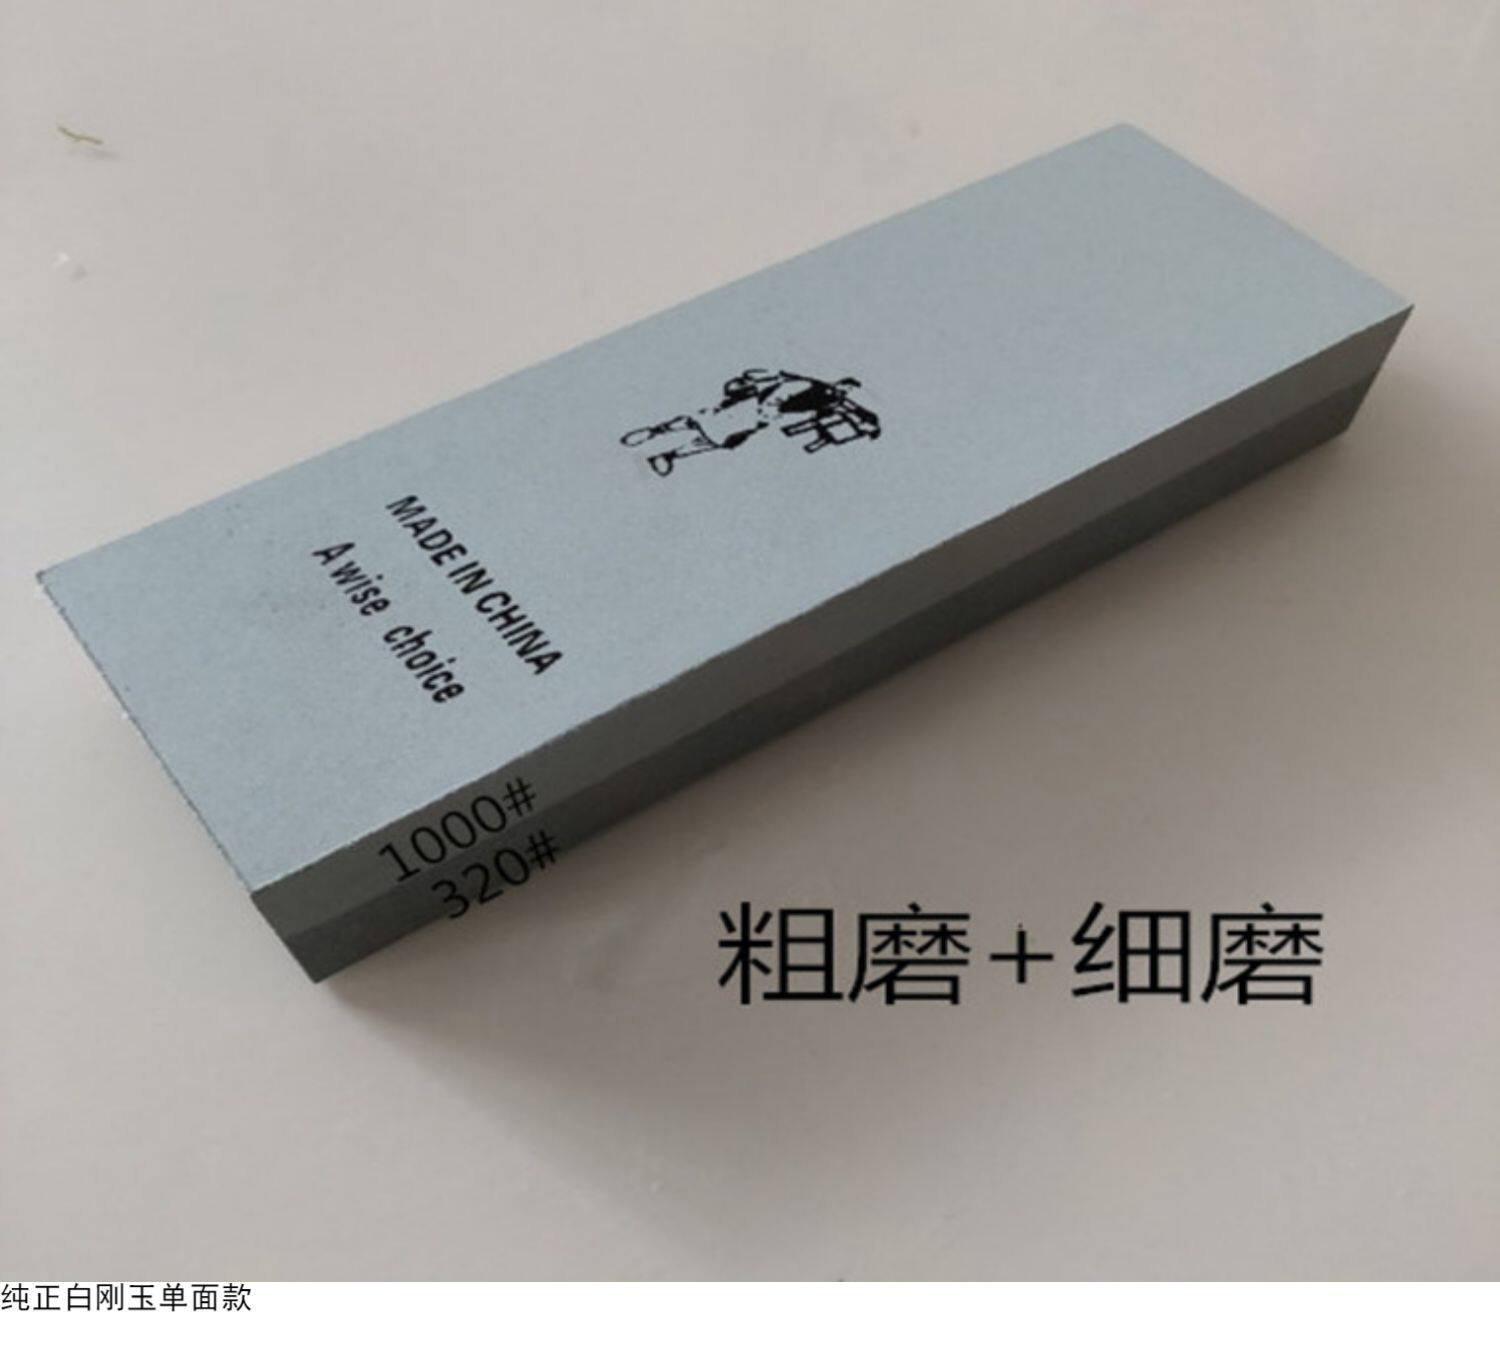 MADE IN CHINA
A wise choice
1000#
320#
粗磨+细磨
纯正白刚玉单面款